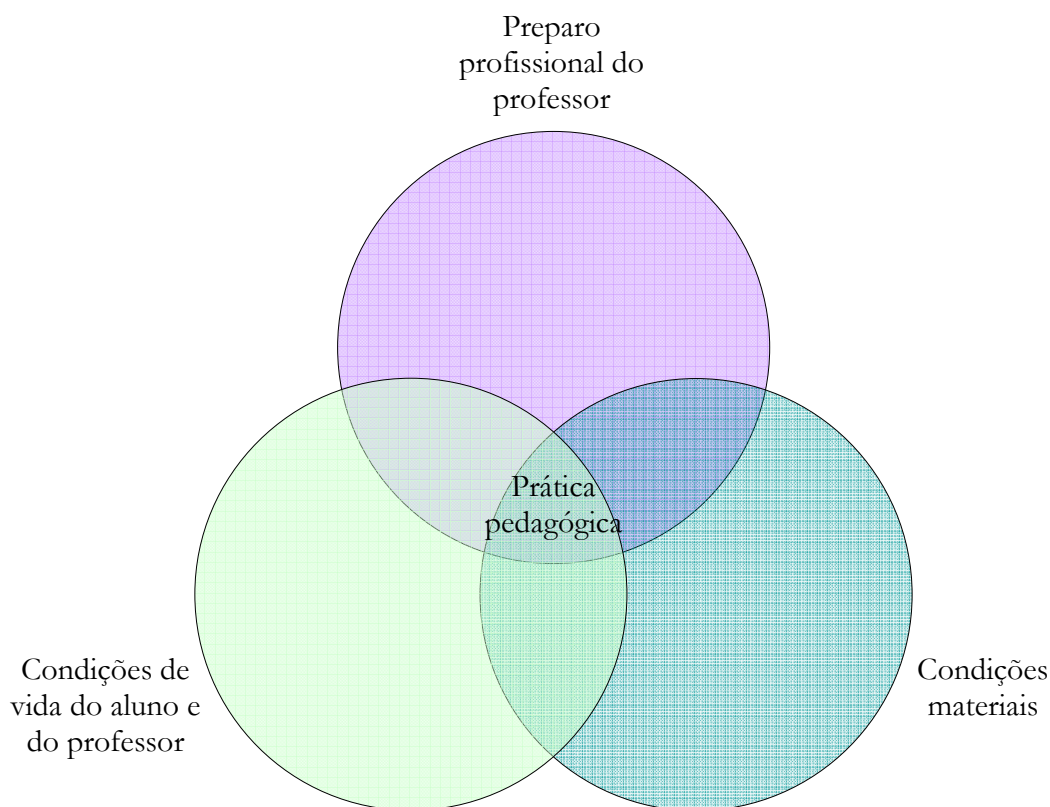 Preparo
profissional do
professor
Prática
pedagógica
Condições de
vida do aluno e
do professor
Condições
materiais